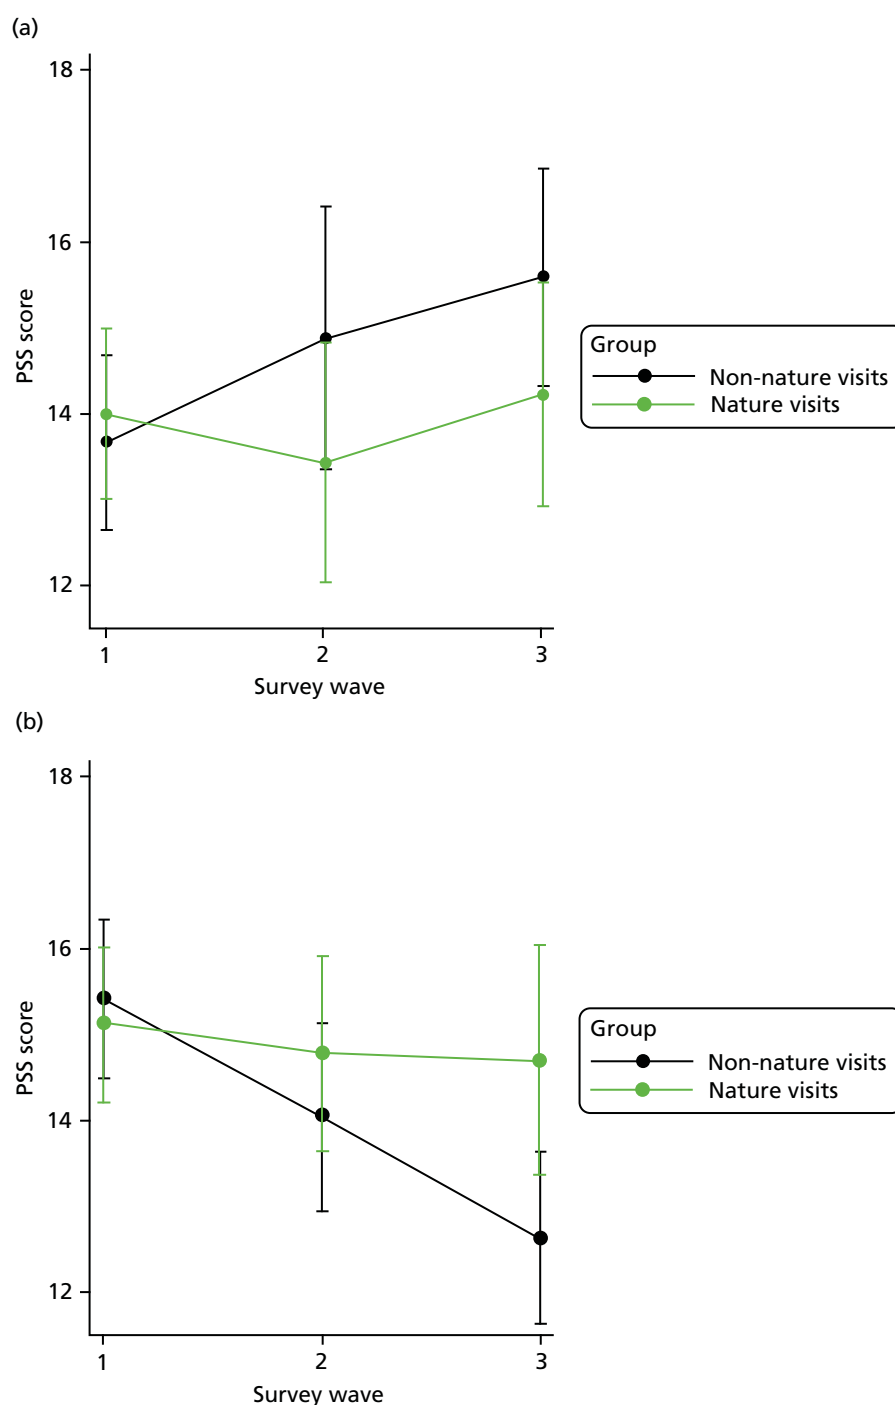 (a)
18
16
14
12
PSS score
1
2
3
Survey wave
Group
Non-nature visits
Nature visits
(b)
18
16
14
12
PSS score
1
2
3
Survey wave
Group
Non-nature visits
Nature visits